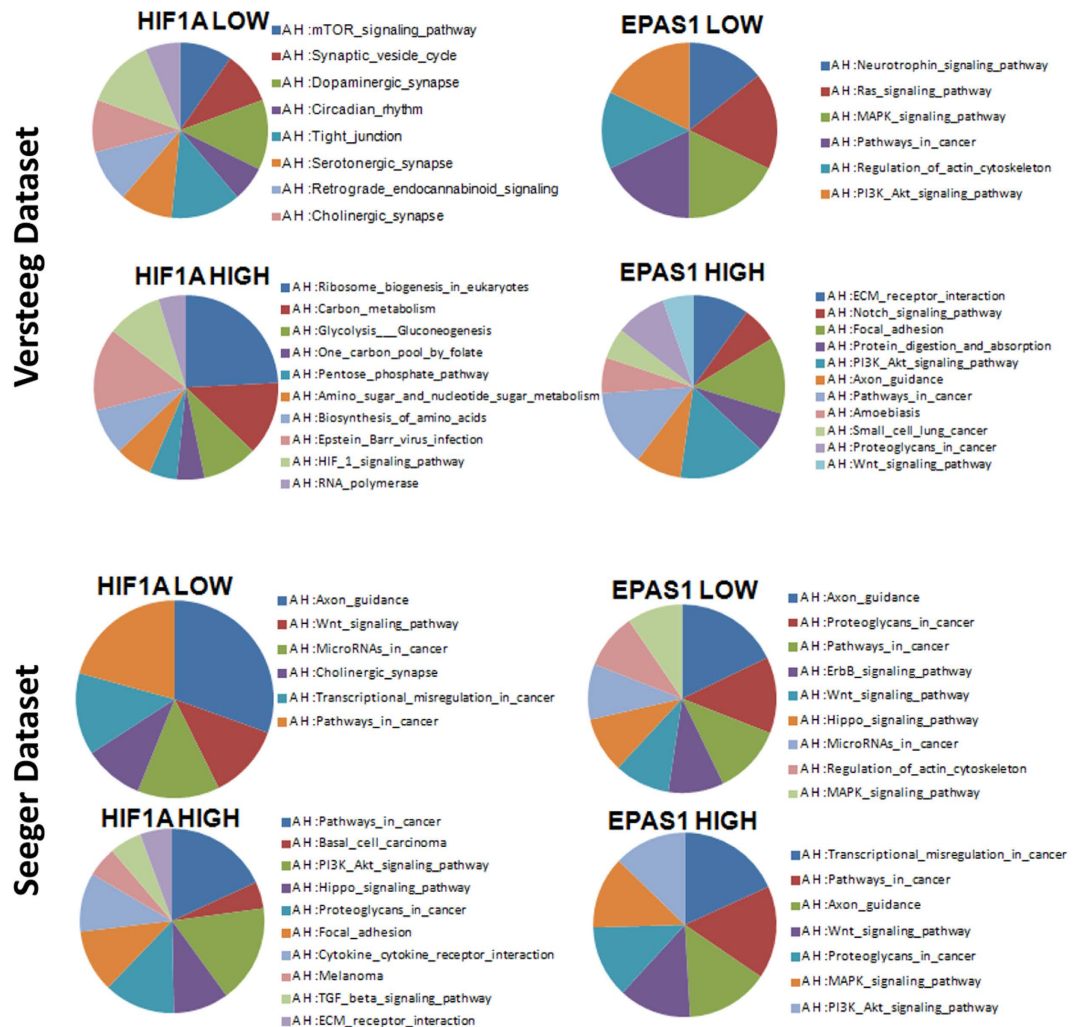 Versteeg Dataset
HIF1A LOW
AH:mTOR_signaling_pathway
AH:Synaptic_vesicle_cycle
AH:Dopaminergic_synapse
AH:Circadian_rhythm
AH:Tight_junction
AH:Serotonergic_synapse
AH:Retrograde_endocannabinoid_signaling
AH:Cholinergic_synapse
EPAS1 LOW
AH:Neurotrophin_signaling_pathway
AH:Ras_signaling_pathway
AH:MAPK_signaling_pathway
AH:Pathways_in_cancer
AH:Regulation_of_actin_cytoskeleton
AH:PI3K_Akt_signaling_pathway
HIF1A HIGH
AH:Ribosome_biogenesis_in_eukaryotes
AH:Carbon_metabolism
AH:Glycolysis___Gluconeogenesis
AH:One_carbon_pool_by_folate
AH:Pentose_phosphate_pathway
AH:Amino_sugar_and_nucleotide_sugar_metabolism
AH:Biosynthesis_of_amino_acids
AH:Epstein_Barr_virus_infection
AH:HIF_1_signaling_pathway
AH:RNA_polymerase
EPAS1 HIGH
AH:ECM_receptor_interaction
AH:Notch_signaling_pathway
AH:Focal_adhesion
AH:Protein_digestion_and_absorption
AH:PI3K_Akt_signaling_pathway
AH:Axon_guidance
AH:Pathways_in_cancer
AH:Amoebiasis
AH:Small_cell_lung_cancer
AH:Proteoglycans_in_cancer
AH:Wnt_signaling_pathway
Seeger Dataset
HIF1A LOW
AH:Axon_guidance
AH:Wnt_signaling_pathway
AH:MicroRNAs_in_cancer
AH:Cholinergic_synapse
AH:Transcriptional_misregulation_in_cancer
AH:Pathways_in_cancer
EPAS1 LOW
AH:Axon_guidance
AH:Proteoglycans_in_cancer
AH:Pathways_in_cancer
AH:ErbB_signaling_pathway
AH:Wnt_signaling_pathway
AH:Hippo_signaling_pathway
AH:MicroRNAs_in_cancer
AH:Regulation_of_actin_cytoskeleton
AH:MAPK_signaling_pathway
HIF1A HIGH
AH:Pathways_in_cancer
AH:Basal_cell_carcinoma
AH:PI3K_Akt_signaling_pathway
AH:Hippo_signaling_pathway
AH:Proteoglycans_in_cancer
AH:Focal_adhesion
AH:Cytokine_cytokine_receptor_interaction
AH:Melanoma
AH:TGF_beta_signaling_pathway
AH:ECM_receptor_interaction
EPAS1 HIGH
AH:Transcriptional_misregulation_in_cancer
AH:Pathways_in_cancer
AH:Axon_guidance
AH:Wnt_signaling_pathway
AH:Proteoglycans_in_cancer
AH:MAPK_signaling_pathway
AH:PI3K_Akt_signaling_pathway